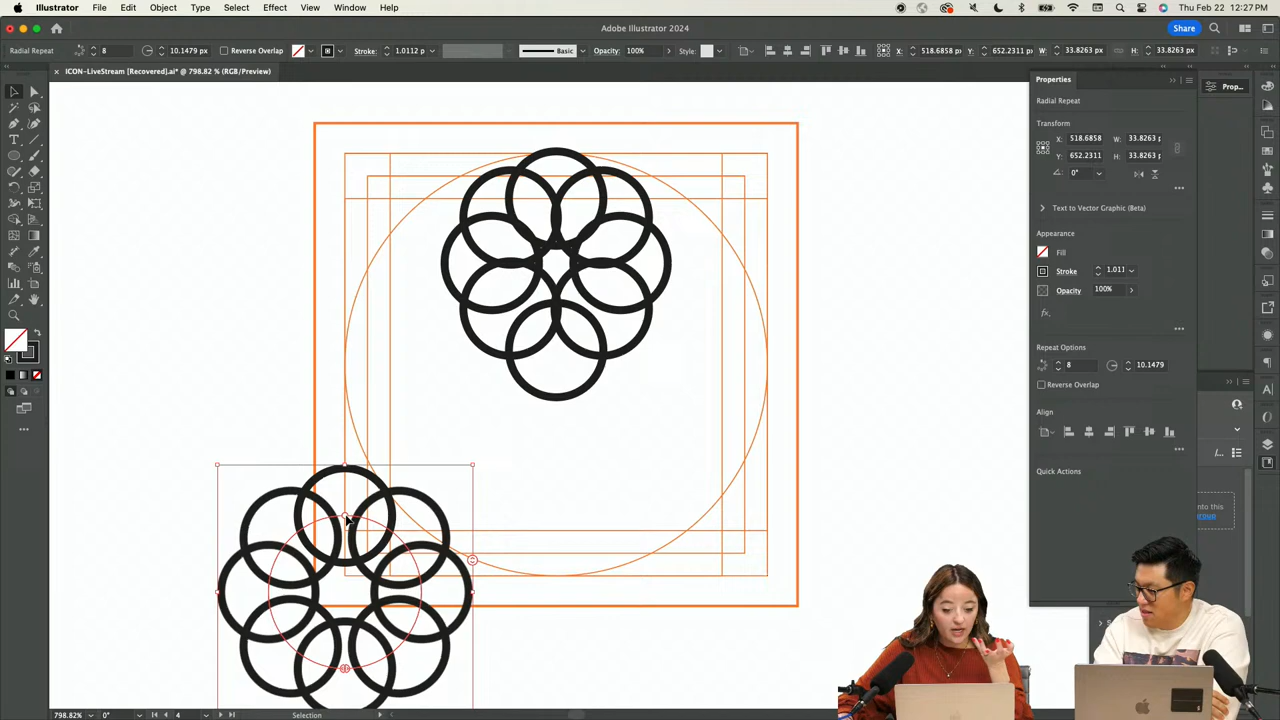 Illustrator File Edit Object Type Select Effect View Window Help Thu Feb 22 12:27 PM
Adobe Illustrator 2024 Share
Radial Repeat 8 10.1479 px Reverse Overlap Stroke: 1.0112 p Basic Opacity: 100% Style: X: 518.6858 px Y: 652.2311 px W: 33.8263 px H: 33.8263 px
× ICON-LiveStream [Recovered].ai* @ 798.82 % (RGB/Preview)
Properties
Prop...
Radial Repeat
Transform
X: 518.6858 W: 33.8263 p
Y: 652.2311 H: 33.8263 p
0°
Text to Vector Graphic (Beta)
Appearance
Fill
Stroke 1.011
Opacity 100%
fx.
Repeat Options
8 10.1479
Reverse Overlap
Align
Quick Actions
into this
group
798.82% 0° 4 Selection